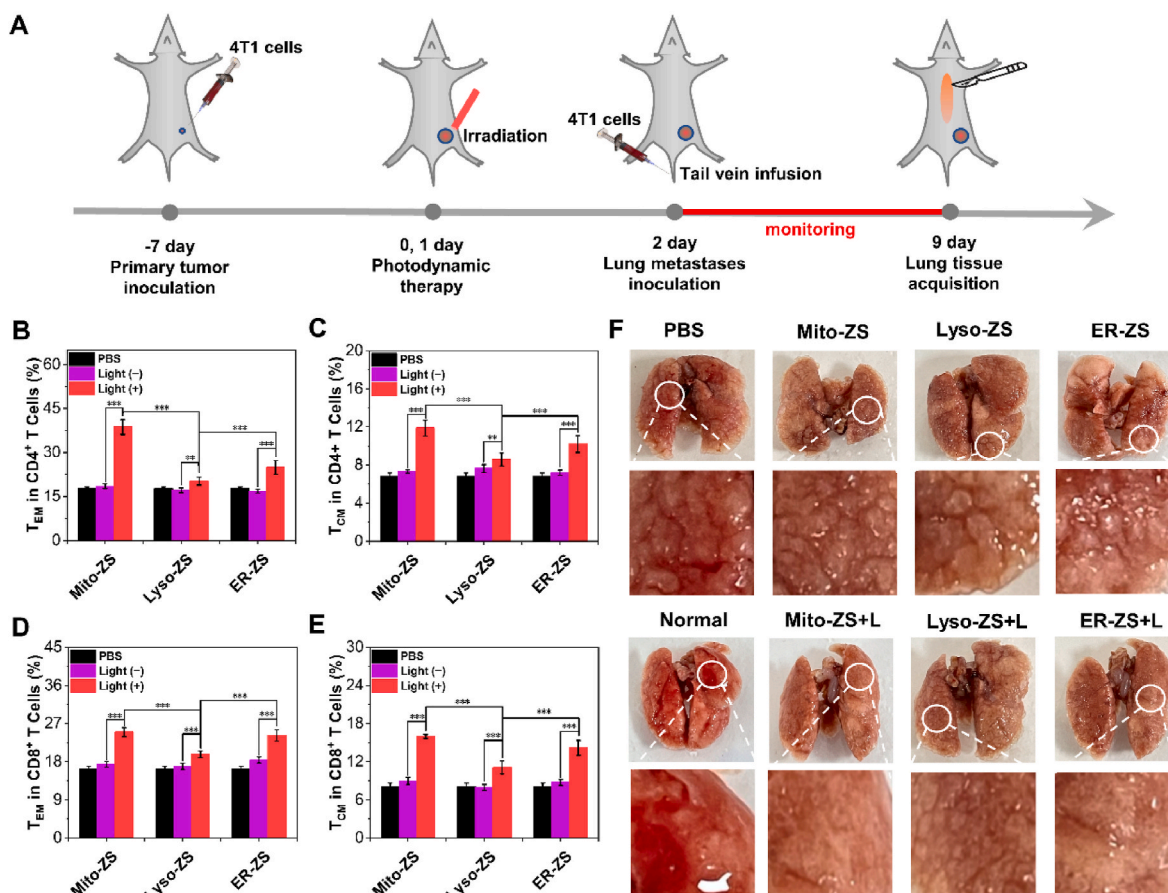 A
4T1 cells
Irradiation
4T1 cells
Tail vein infusion
monitoring
-7 day
Primary tumor
inoculation
0, 1 day
Photodynamic
therapy
2 day
Lung metastases
inoculation
9 day
Lung tissue
acquisition
B
TEM in CD4+ T Cells (%)
60
45
30
15
0
PBS
Light (−)
Light (+)
***
***
**
***
***
Mito-ZS
Lyso-ZS
ER-ZS
C
TCM in CD4+ T Cells (%)
20
16
12
8
4
0
PBS
Light (−)
Light (+)
***
***
**
***
***
Mito-ZS
Lyso-ZS
ER-ZS
D
TEM in CD8+ T Cells (%)
45
36
27
18
9
0
PBS
Light (−)
Light (+)
***
***
***
***
***
Mito-ZS
Lyso-ZS
ER-ZS
E
TCM in CD8+ T Cells (%)
30
24
18
12
6
0
PBS
Light (−)
Light (+)
***
***
***
***
***
Mito-ZS
Lyso-ZS
ER-ZS
F
PBS
Mito-ZS
Lyso-ZS
ER-ZS
Normal
Mito-ZS+L
Lyso-ZS+L
ER-ZS+L